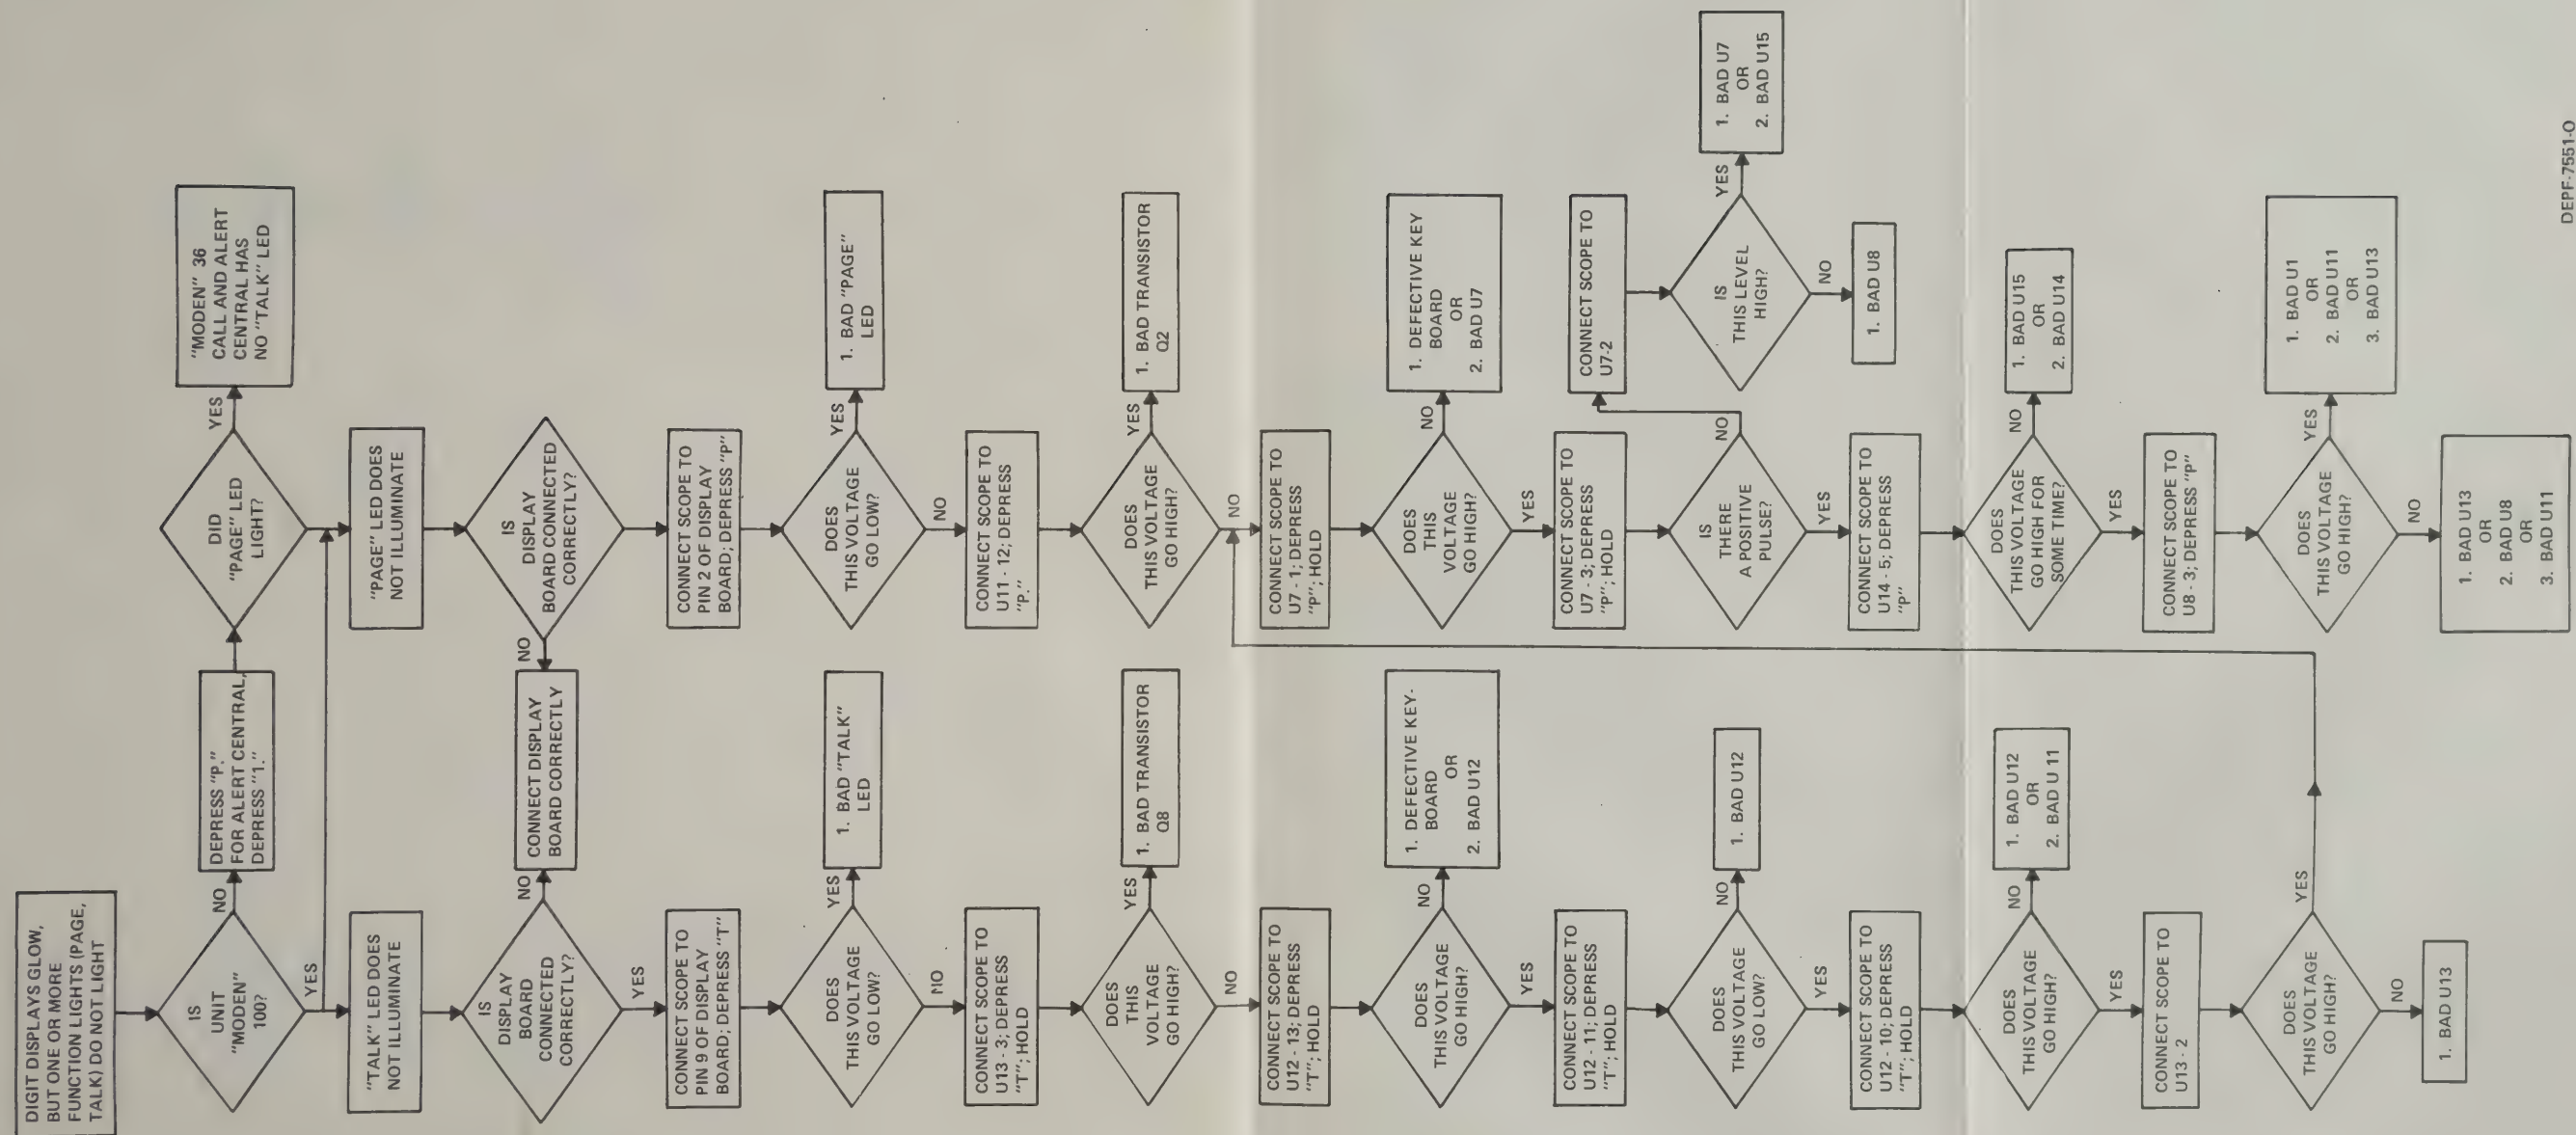 DIGIT DISPLAYS GLOW,
BUT ONE OR MORE
FUNCTION LIGHTS (PAGE,
TALK) DO NOT LIGHT
IS
UNIT
"MODEN"
100?
NO
DEPRESS "P."
FOR ALERT CENTRAL,
DEPRESS "1."
DID
"PAGE" LED
LIGHT?
YES
"MODEN" 36
CALL AND ALERT
CENTRAL HAS
NO "TALK" LED
YES
"TALK" LED DOES
NOT ILLUMINATE
"PAGE" LED DOES
NOT ILLUMINATE
IS
DISPLAY
BOARD
CONNECTED
CORRECTLY?
NO
CONNECT DISPLAY
BOARD CORRECTLY
NO
IS
DISPLAY
BOARD CONNECTED
CORRECTLY?
YES
CONNECT SCOPE TO
PIN 9 OF DISPLAY
BOARD; DEPRESS "T"
CONNECT SCOPE TO
PIN 2 OF DISPLAY
BOARD; DEPRESS "P"
DOES
THIS VOLTAGE
GO LOW?
YES
1. BAD "TALK"
LED
DOES
THIS VOLTAGE
GO LOW?
YES
1. BAD "PAGE"
LED
NO
NO
CONNECT SCOPE TO
U13 - 3; DEPRESS
"T"; HOLD
CONNECT SCOPE TO
U11 - 12; DEPRESS
"P."
DOES
THIS
VOLTAGE
GO HIGH?
YES
1. BAD TRANSISTOR
Q8
DOES
THIS VOLTAGE
GO HIGH?
YES
1. BAD TRANSISTOR
Q2
NO
NO
CONNECT SCOPE TO
U12 - 13; DEPRESS
"T"; HOLD
CONNECT SCOPE TO
U7 - 1; DEPRESS
"P"; HOLD
DOES
THIS VOLTAGE
GO HIGH?
NO
1. DEFECTIVE KEY-
BOARD
OR
2. BAD U12
DOES
THIS
VOLTAGE
GO HIGH?
NO
1. DEFECTIVE KEY
BOARD
OR
2. BAD U7
YES
YES
CONNECT SCOPE TO
U12 - 11; DEPRESS
"T"; HOLD
CONNECT SCOPE TO
U7 - 3; DEPRESS
"P"; HOLD
CONNECT SCOPE TO
U7-2
DOES
THIS VOLTAGE
GO LOW?
NO
1. BAD U12
IS
THERE
A POSITIVE
PULSE?
NO
IS
THIS LEVEL
HIGH?
YES
1. BAD U7
OR
2. BAD U15
YES
YES
NO
CONNECT SCOPE TO
U12 - 10; DEPRESS
"T"; HOLD
CONNECT SCOPE TO
U14 - 5; DEPRESS
"P"
1. BAD U8
DOES
THIS VOLTAGE
GO HIGH?
NO
1. BAD U12
OR
2. BAD U 11
DOES
THIS VOLTAGE
GO HIGH FOR
SOME TIME?
NO
1. BAD U15
OR
2. BAD U14
YES
YES
CONNECT SCOPE TO
U13 - 2
CONNECT SCOPE TO
U8 - 3; DEPRESS "P"
DOES
THIS VOLTAGE
GO HIGH?
YES
DOES
THIS VOLTAGE
GO HIGH?
YES
1. BAD U1
OR
2. BAD U11
OR
3. BAD U13
NO
NO
1. BAD U13
1. BAD U13
OR
2. BAD U8
OR
3. BAD U11
DEPF-7551-O